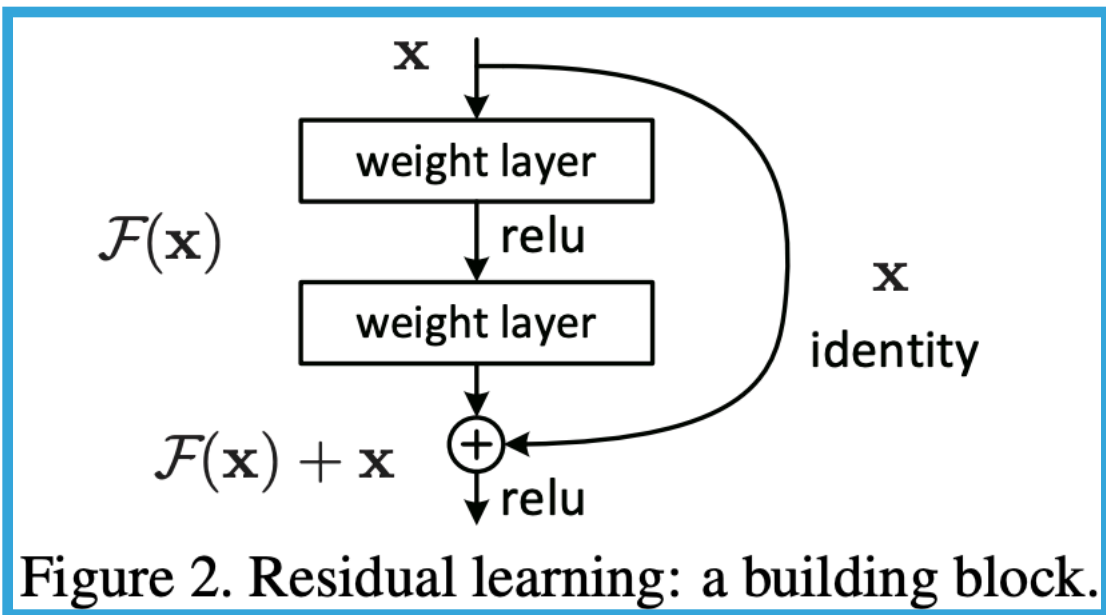 x
weight layer
relu
F(x)
weight layer
x
identity
F(x) + x
+
relu
Figure 2. Residual learning: a building block.